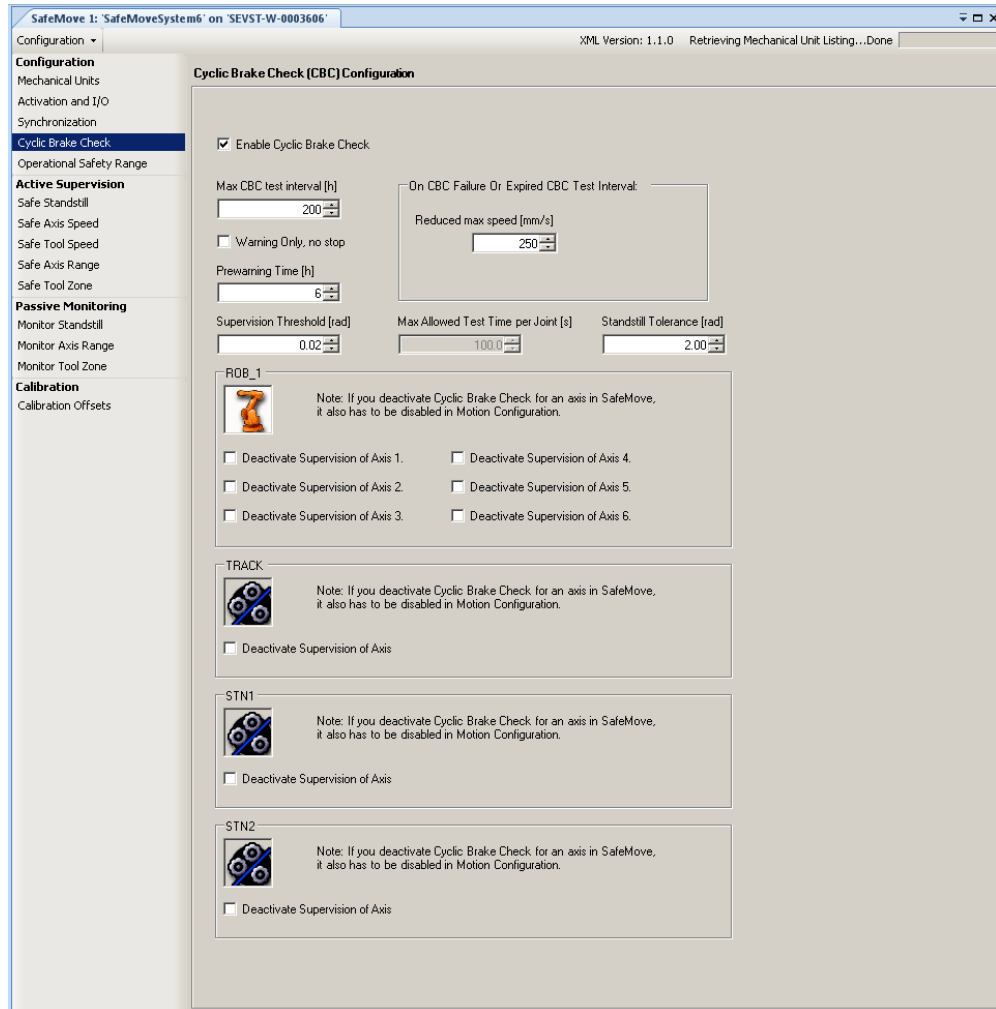 SafeMove 1: 'SafeMoveSystem6' on 'SEVST-W-0003606'
Configuration
XML Version: 1.1.0 Retrieving Mechanical Unit Listing...Done
Configuration
Mechanical Units
Activation and I/O
Synchronization
Cyclic Brake Check
Operational Safety Range
Active Supervision
Safe Standstill
Safe Axis Speed
Safe Tool Speed
Safe Axis Range
Safe Tool Zone
Passive Monitoring
Monitor Standstill
Monitor Axis Range
Monitor Tool Zone
Calibration
Calibration Offsets
Cyclic Brake Check (CBC) Configuration
Enable Cyclic Brake Check
Max CBC test interval [h]
200
Warning Only, no stop
Prewarning Time [h]
6
On CBC Failure Or Expired CBC Test Interval:
Reduced max speed [mm/s]
250
Supervision Threshold [rad]
0.02
Max Allowed Test Time per Joint [s]
100.0
Standstill Tolerance [rad]
2.00
ROB_1
Note: If you deactivate Cyclic Brake Check for an axis in SafeMove,
it also has to be disabled in Motion Configuration.
Deactivate Supervision of Axis 1. Deactivate Supervision of Axis 4.
Deactivate Supervision of Axis 2. Deactivate Supervision of Axis 5.
Deactivate Supervision of Axis 3. Deactivate Supervision of Axis 6.
TRACK
Note: If you deactivate Cyclic Brake Check for an axis in SafeMove,
it also has to be disabled in Motion Configuration.
Deactivate Supervision of Axis
STN1
Note: If you deactivate Cyclic Brake Check for an axis in SafeMove,
it also has to be disabled in Motion Configuration.
Deactivate Supervision of Axis
STN2
Note: If you deactivate Cyclic Brake Check for an axis in SafeMove,
it also has to be disabled in Motion Configuration.
Deactivate Supervision of Axis